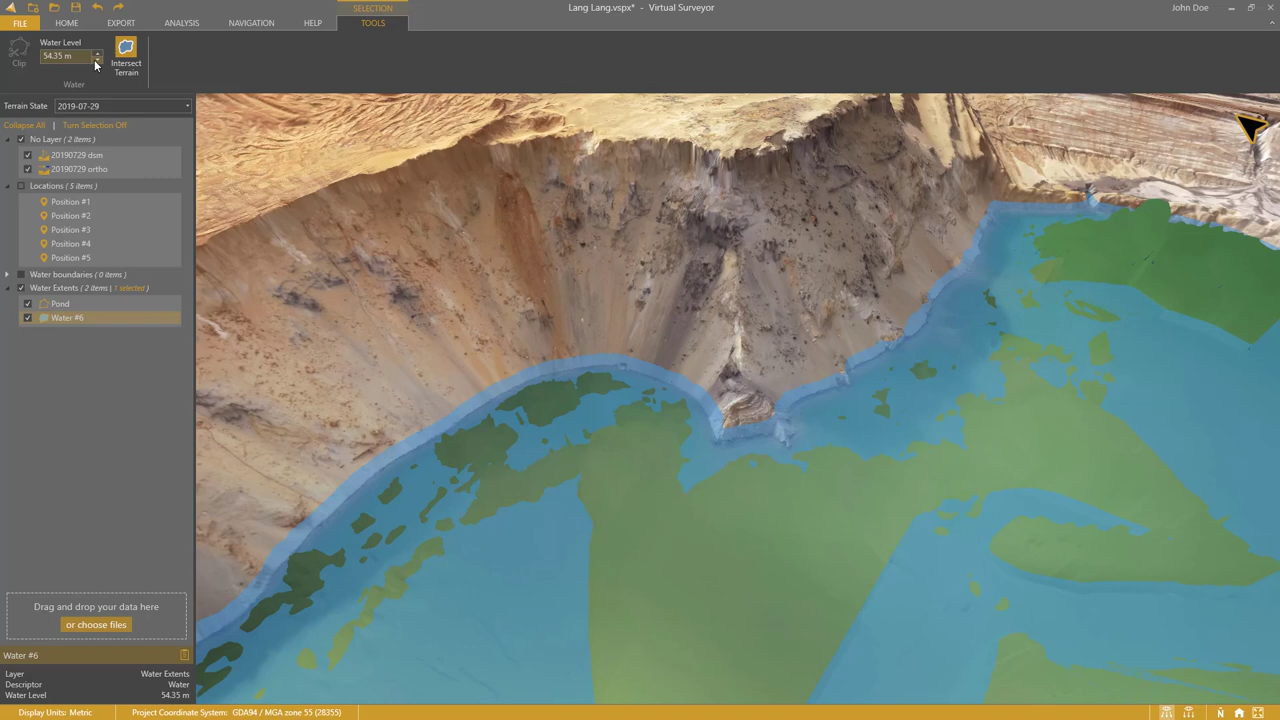 SELECTION
Lang Lang.vspx* - Virtual Surveyor
John Doe
FILE
HOME
EXPORT
ANALYSIS
NAVIGATION
HELP
TOOLS
Clip
Water Level
54.35 m
Intersect
Terrain
Water
Terrain State
2019-07-29
Collapse All | Turn Selection Off
No Layer ( 2 items )
20190729 dsm
20190729 ortho
Locations ( 5 items )
Position #1
Position #2
Position #3
Position #4
Position #5
Water boundaries ( 0 items )
Water Extents ( 2 items | 1 selected )
Pond
Water #6
Drag and drop your data here
or choose files
Water #6
Layer Water Extents
Descriptor Water
Water Level 54.35 m
Display Units: Metric
Project Coordinate System: GDA94 / MGA zone 55 (28355)
N